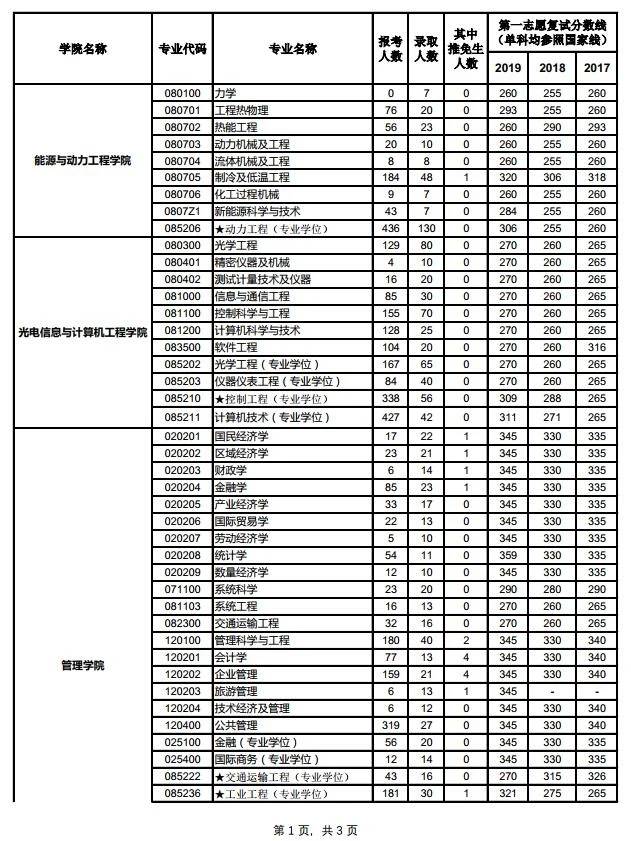 学院名称 专业代码 专业名称 报考人数 录取人数 其中推免生人数 第一志愿复试分数线（单科均参照国家线）
2019 2018 2017
能源与动力工程学院
080100 力学 0 7 0 260 255 260
080701 工程热物理 76 20 0 293 255 260
080702 热能工程 56 23 0 260 290 293
080703 动力机械及工程 20 10 0 260 255 260
080704 流体机械及工程 8 8 0 260 255 260
080705 制冷及低温工程 184 48 1 320 306 318
080706 化工过程机械 9 7 0 260 255 260
0807Z1 新能源科学与技术 43 7 0 284 255 260
085206 ★动力工程（专业学位） 436 130 0 306 255 260
光电信息与计算机工程学院
080300 光学工程 129 80 0 270 260 265
080401 精密仪器及机械 4 10 0 270 260 265
080402 测试计量技术及仪器 16 20 0 270 260 265
081000 信息与通信工程 85 30 0 270 260 265
081100 控制科学与工程 155 70 0 270 260 265
081200 计算机科学与技术 128 25 0 270 260 265
083500 软件工程 104 20 0 270 260 316
085202 光学工程（专业学位） 167 65 0 270 260 265
085203 仪器仪表工程（专业学位） 84 40 0 270 260 265
085210 ★控制工程（专业学位） 338 56 0 309 288 265
085211 计算机技术（专业学位） 427 42 0 311 271 265
管理学院
020201 国民经济学 17 22 1 345 330 335
020202 区域经济学 23 21 1 345 330 335
020203 财政学 6 14 1 345 330 335
020204 金融学 85 23 1 345 330 335
020205 产业经济学 33 17 0 345 330 335
020206 国际贸易学 22 13 0 345 330 335
020207 劳动经济学 5 10 0 345 330 335
020208 统计学 54 11 0 359 330 335
020209 数量经济学 12 10 0 345 330 335
071100 系统科学 23 20 0 290 280 290
081103 系统工程 16 13 0 270 260 265
082300 交通运输工程 32 16 0 270 260 265
120100 管理科学与工程 180 40 2 345 330 340
120201 会计学 77 13 4 345 330 340
120202 企业管理 159 21 4 345 330 340
120203 旅游管理 6 13 1 345 - -
120204 技术经济及管理 6 12 0 345 330 340
120400 公共管理 319 27 0 345 330 340
025100 金融（专业学位） 56 20 0 345 330 335
025400 国际商务（专业学位） 12 14 0 345 330 335
085222 ★交通运输工程（专业学位） 43 16 0 270 315 326
085236 ★工业工程（专业学位） 181 30 1 321 275 265
第 1 页，共 3 页